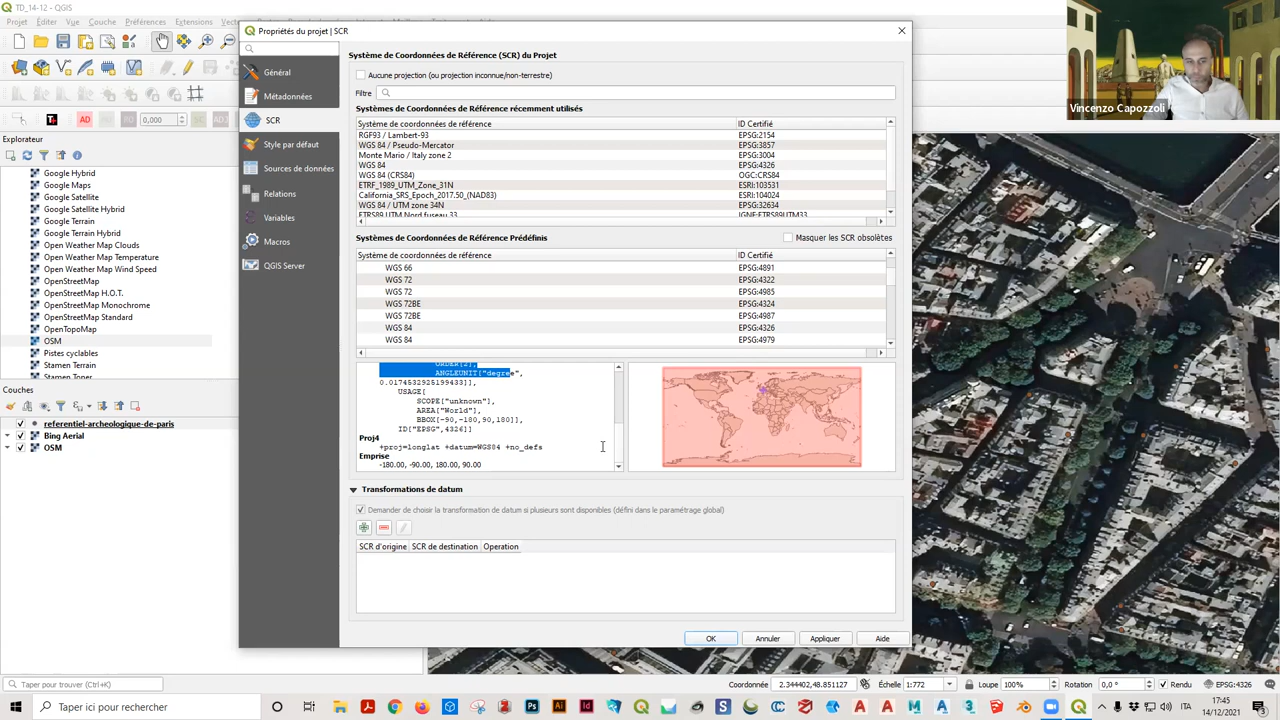 TD_14-12 — QGIS
Projet
Couche
Préférences
Extensions
Propriétés du projet | SCR
Système de Coordonnées de Référence (SCR) du Projet
Général
Métadonnées
SCR
Style par défaut
Sources de données
Relations
Variables
Macros
QGIS Server
Aucune projection (ou projection inconnue/non-terrestre)
Filtre
Systèmes de Coordonnées de Référence récemment utilisés
Système de coordonnées de référence ID Certifié
RGF93 / Lambert-93 EPSG:2154
WGS 84 / Pseudo-Mercator EPSG:3857
Monte Mario / Italy zone 2 EPSG:3004
WGS 84 EPSG:4326
WGS 84 (CRS84) OGC:CRS84
ETRF_1989_UTM_Zone_31N ESRI:103531
California_SRS_Epoch_2017.50_(NAD83) ESRI:104024
WGS 84 / UTM zone 34N EPSG:32634
ETRS89 UTM Nord fuseau 33 IGNF:ETRS89UTM33
Systèmes de Coordonnées de Référence Prédéfinis
Masquer les SCR obsolètes
Système de coordonnées de référence ID Certifié
WGS 66 EPSG:4891
WGS 72 EPSG:4322
WGS 72 EPSG:4985
WGS 72BE EPSG:4324
WGS 72BE EPSG:4987
WGS 84 EPSG:4326
WGS 84 EPSG:4979
ORDER[2],
ANGLEUNIT["degree",
0.0174532925199433]],
USAGE[
SCOPE["unknown"],
AREA["World"],
BBOX[-90,-180,90,180]],
ID["EPSG",4326]]
Proj4
+proj=longlat +datum=WGS84 +no_defs
Emprise
-180.00, -90.00, 180.00, 90.00
Transformations de datum
Demander de choisir la transformation de datum si plusieurs sont disponibles (défini dans le paramétrage global)
SCR d'origine SCR de destination Operation
OK Annuler Appliquer Aide
0,000
Explorateur
Google Hybrid
Google Maps
Google Satellite
Google Satellite Hybrid
Google Terrain
Google Terrain Hybrid
Open Weather Map Clouds
Open Weather Map Temperature
Open Weather Map Wind Speed
OpenStreetMap
OpenStreetMap H.O.T.
OpenStreetMap Monochrome
OpenStreetMap Standard
OpenTopoMap
OSM
Pistes cyclables
Stamen Terrain
Stamen Toner
Couches
referentiel-archeologique-de-paris
Bing Aerial
OSM
Vincenzo Capozzoli
Taper pour trouver (Ctrl+K)
Coordonnée 2.344402,48.851127 Échelle 1:772 Loupe 100% Rotation 0,0 ° Rendu EPSG:4326
Taper ici pour rechercher
17:45
14/12/2021